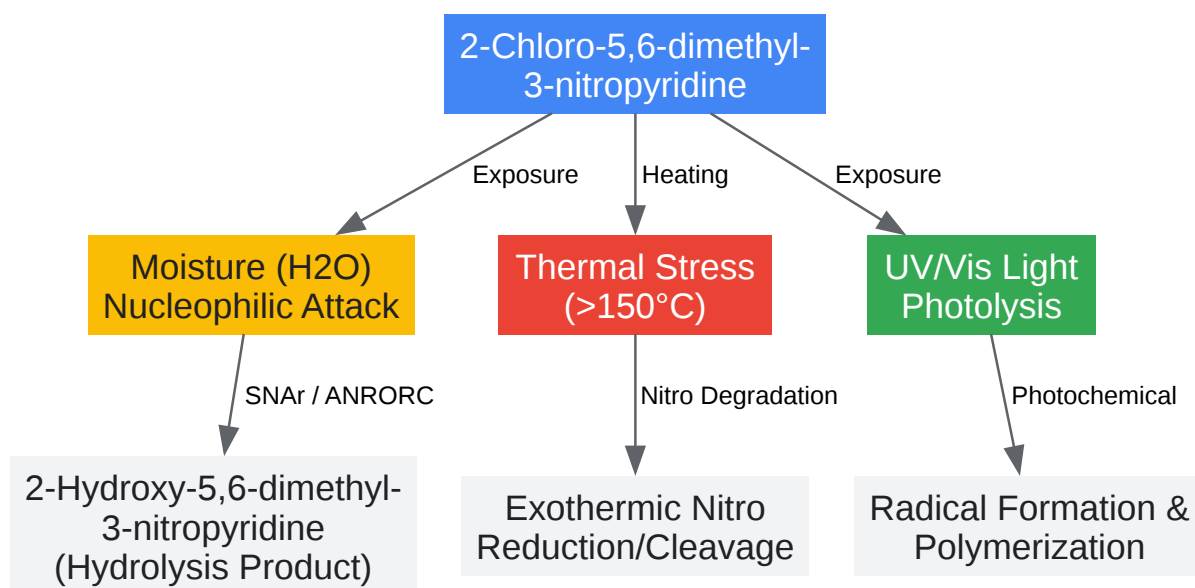 2-Chloro-5,6-dimethyl-
3-nitropyridine
Exposure
Heating
Exposure
Moisture (H2O)
Nucleophilic Attack
Thermal Stress
(>150°C)
UV/Vis Light
Photolysis
SNAr / ANRORC
Nitro Degradation
Photochemical
2-Hydroxy-5,6-dimethyl-
3-nitropyridine
(Hydrolysis Product)
Exothermic Nitro
Reduction/Cleavage
Radical Formation &
Polymerization